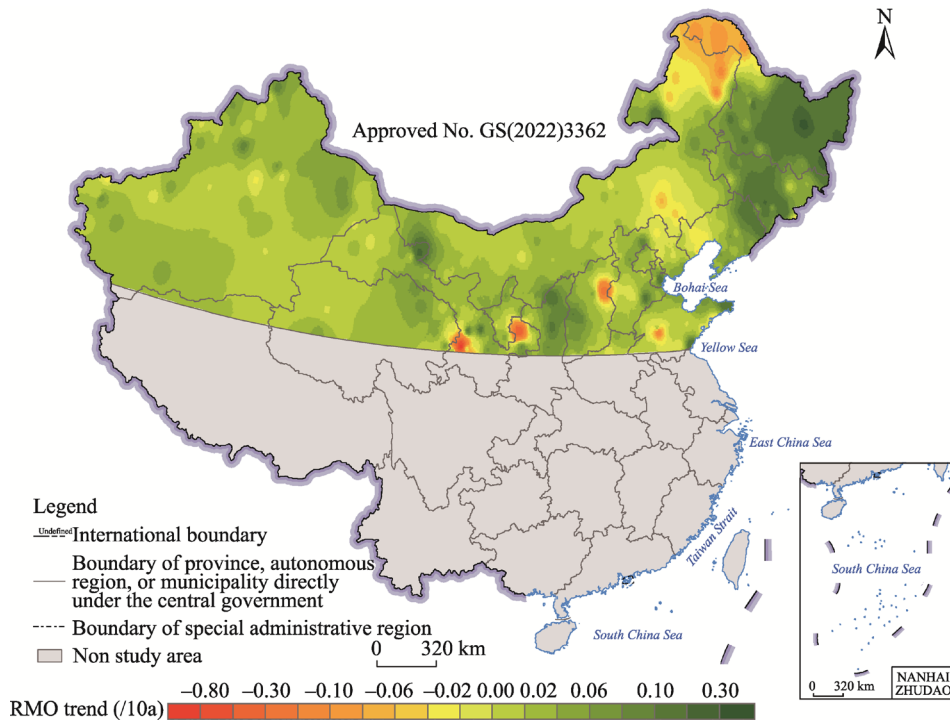 N
Approved No. GS(2022)3362
Bohai Sea
Yellow Sea
East China Sea
Taiwan Strait
South China Sea
Legend
Undefined International boundary
Boundary of province, autonomous
region, or municipality directly
under the central government
Boundary of special administrative region
Non study area
0 320 km
South China Sea
0 320 km
NANHAI
ZHUDAO
–0.80 –0.30 –0.10 –0.06 –0.02 0.00 0.02 0.06 0.10 0.30
RMO trend (/10a)